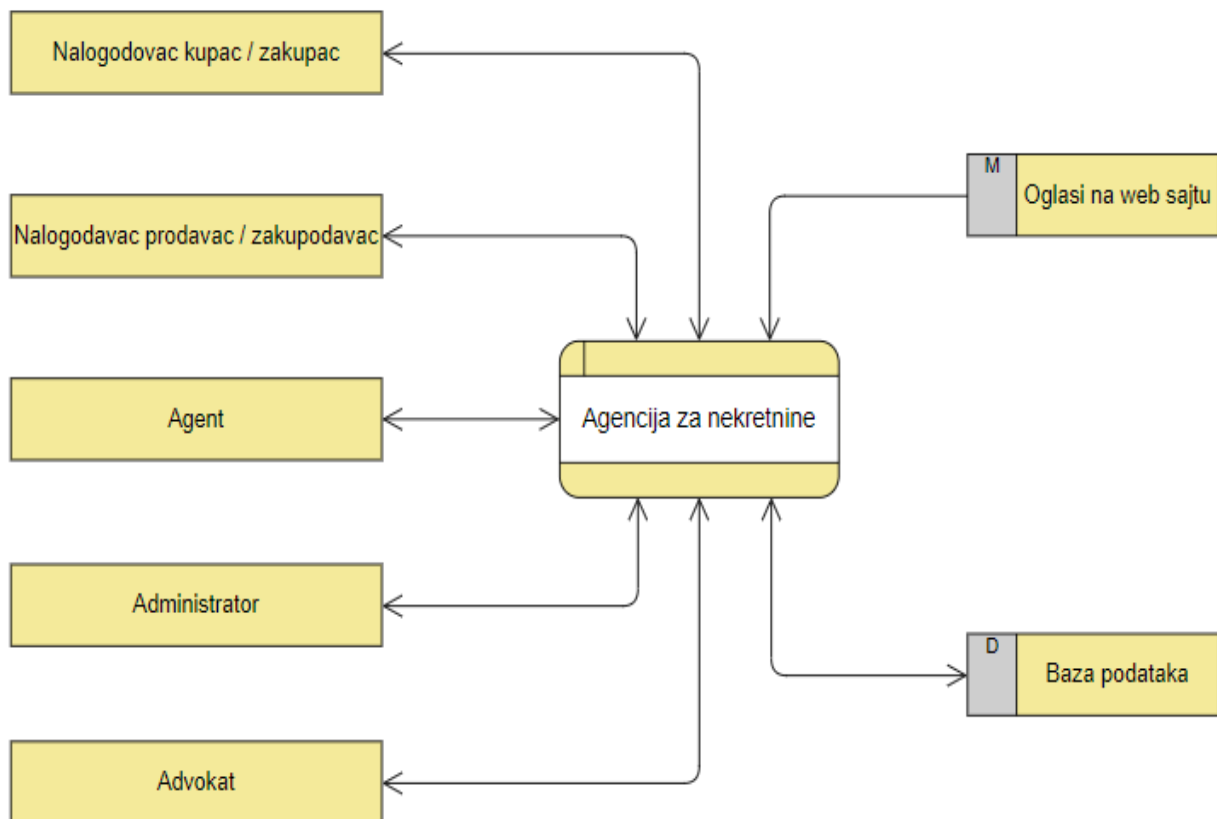 Nalogodovac kupac / zakupac
Nalogodavac prodavac / zakupodavac
Agent
Administrator
Advokat
Agencija za nekretnine
M
Oglasi na web sajtu
D
Baza podataka